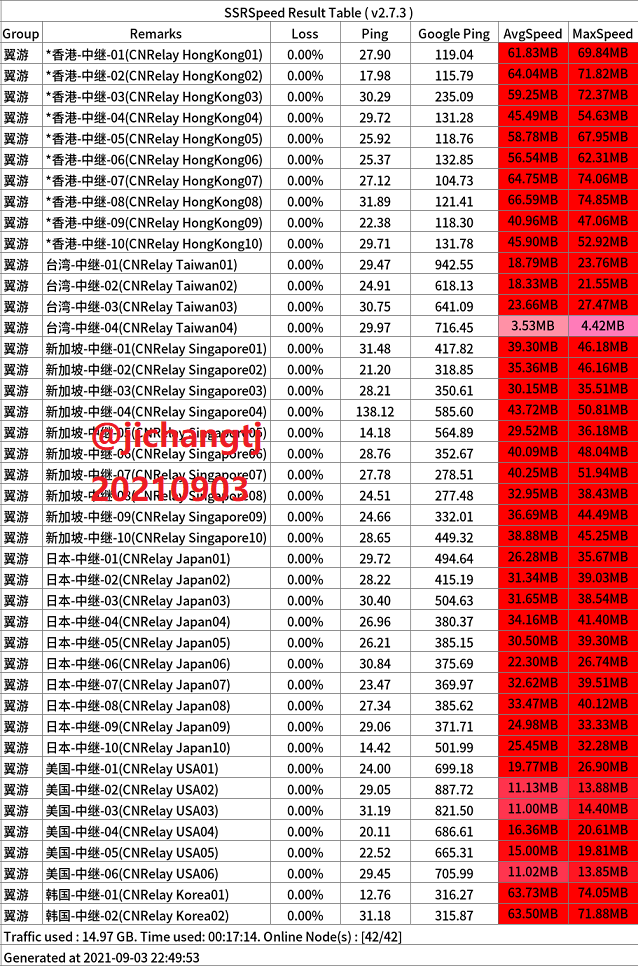 SSRSpeed Result Table ( v2.7.3 )
Group Remarks Loss Ping Google Ping AvgSpeed MaxSpeed
翼游 *香港-中继-01(CNRelay HongKong01) 0.00% 27.90 119.04 61.83MB 69.84MB
翼游 *香港-中继-02(CNRelay HongKong02) 0.00% 17.98 115.79 64.04MB 71.82MB
翼游 *香港-中继-03(CNRelay HongKong03) 0.00% 30.29 235.09 59.25MB 72.37MB
翼游 *香港-中继-04(CNRelay HongKong04) 0.00% 29.72 131.28 45.49MB 54.63MB
翼游 *香港-中继-05(CNRelay HongKong05) 0.00% 25.92 118.76 58.78MB 67.95MB
翼游 *香港-中继-06(CNRelay HongKong06) 0.00% 25.37 132.85 56.54MB 62.31MB
翼游 *香港-中继-07(CNRelay HongKong07) 0.00% 27.12 104.73 64.75MB 74.06MB
翼游 *香港-中继-08(CNRelay HongKong08) 0.00% 31.89 121.41 66.59MB 74.85MB
翼游 *香港-中继-09(CNRelay HongKong09) 0.00% 22.38 118.30 40.96MB 47.06MB
翼游 *香港-中继-10(CNRelay HongKong10) 0.00% 29.71 131.78 45.90MB 52.92MB
翼游 台湾-中继-01(CNRelay Taiwan01) 0.00% 29.47 942.55 18.79MB 23.76MB
翼游 台湾-中继-02(CNRelay Taiwan02) 0.00% 24.91 618.13 18.33MB 21.55MB
翼游 台湾-中继-03(CNRelay Taiwan03) 0.00% 30.75 641.09 23.66MB 27.47MB
翼游 台湾-中继-04(CNRelay Taiwan04) 0.00% 29.97 716.45 3.53MB 4.42MB
翼游 新加坡-中继-01(CNRelay Singapore01) 0.00% 31.48 417.82 39.30MB 46.18MB
翼游 新加坡-中继-02(CNRelay Singapore02) 0.00% 21.20 318.85 35.36MB 46.16MB
翼游 新加坡-中继-03(CNRelay Singapore03) 0.00% 28.21 350.61 30.15MB 35.51MB
翼游 新加坡-中继-04(CNRelay Singapore04) 0.00% 138.12 585.60 43.72MB 50.81MB
翼游 新加坡-中继-05(CNRelay Singapore05) 0.00% 14.18 564.89 29.52MB 36.18MB
@jichangtj
翼游 新加坡-中继-06(CNRelay Singapore06) 0.00% 28.76 352.67 40.09MB 48.04MB
翼游 新加坡-中继-07(CNRelay Singapore07) 0.00% 27.78 278.51 40.25MB 51.94MB
20210903
翼游 新加坡-中继-08(CNRelay Singapore08) 0.00% 24.51 277.48 32.95MB 38.43MB
翼游 新加坡-中继-09(CNRelay Singapore09) 0.00% 24.66 332.01 36.69MB 44.49MB
翼游 新加坡-中继-10(CNRelay Singapore10) 0.00% 28.65 449.32 38.88MB 45.25MB
翼游 日本-中继-01(CNRelay Japan01) 0.00% 29.72 494.64 26.28MB 35.67MB
翼游 日本-中继-02(CNRelay Japan02) 0.00% 28.22 415.19 31.34MB 39.03MB
翼游 日本-中继-03(CNRelay Japan03) 0.00% 30.40 504.63 31.65MB 38.54MB
翼游 日本-中继-04(CNRelay Japan04) 0.00% 26.96 380.37 34.16MB 41.40MB
翼游 日本-中继-05(CNRelay Japan05) 0.00% 26.21 385.15 30.50MB 39.30MB
翼游 日本-中继-06(CNRelay Japan06) 0.00% 30.84 375.69 22.30MB 26.74MB
翼游 日本-中继-07(CNRelay Japan07) 0.00% 23.47 369.97 32.62MB 39.51MB
翼游 日本-中继-08(CNRelay Japan08) 0.00% 27.34 385.62 33.47MB 40.12MB
翼游 日本-中继-09(CNRelay Japan09) 0.00% 29.06 371.71 24.98MB 33.33MB
翼游 日本-中继-10(CNRelay Japan10) 0.00% 14.42 501.99 25.45MB 32.28MB
翼游 美国-中继-01(CNRelay USA01) 0.00% 24.00 699.18 19.77MB 26.90MB
翼游 美国-中继-02(CNRelay USA02) 0.00% 29.05 887.72 11.13MB 13.88MB
翼游 美国-中继-03(CNRelay USA03) 0.00% 31.19 821.50 11.00MB 14.40MB
翼游 美国-中继-04(CNRelay USA04) 0.00% 20.11 686.61 16.36MB 20.61MB
翼游 美国-中继-05(CNRelay USA05) 0.00% 22.52 665.31 15.00MB 19.81MB
翼游 美国-中继-06(CNRelay USA06) 0.00% 29.45 705.99 11.02MB 13.85MB
翼游 韩国-中继-01(CNRelay Korea01) 0.00% 12.76 316.27 63.73MB 74.05MB
翼游 韩国-中继-02(CNRelay Korea02) 0.00% 31.18 315.87 63.50MB 71.88MB
Traffic used : 14.97 GB. Time used: 00:17:14. Online Node(s) : [42/42]
Generated at 2021-09-03 22:49:53